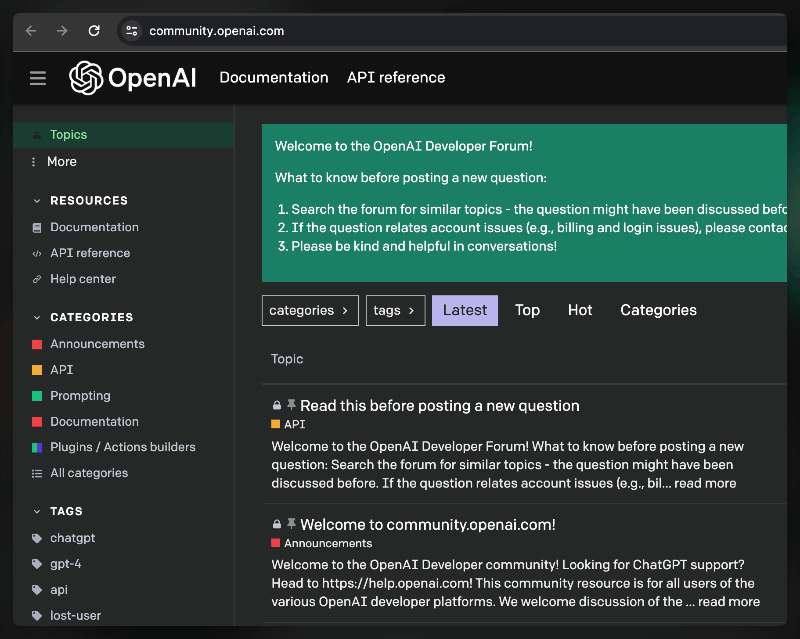 community.openai.com
OpenAI Documentation API reference
Topics
More
RESOURCES
Documentation
API reference
Help center
CATEGORIES
Announcements
API
Prompting
Documentation
Plugins / Actions builders
All categories
TAGS
chatgpt
gpt-4
api
lost-user
Welcome to the OpenAI Developer Forum!
What to know before posting a new question:
1. Search the forum for similar topics - the question might have been discussed
2. If the question relates account issues (e.g., billing and login issues), please
3. Please be kind and helpful in conversations!
categories tags Latest Top Hot Categories
Topic
Read this before posting a new question
API
Welcome to the OpenAI Developer Forum! What to know before posting a new
question: Search the forum for similar topics - the question might have been
discussed before. If the question relates account issues (e.g., bil... read more
Welcome to community.openai.com!
Announcements
Welcome to the OpenAI Developer community! Looking for ChatGPT support?
Head to https://help.openai.com! This community resource is for all users of the
various OpenAI developer platforms. We welcome discussion of the ... read more